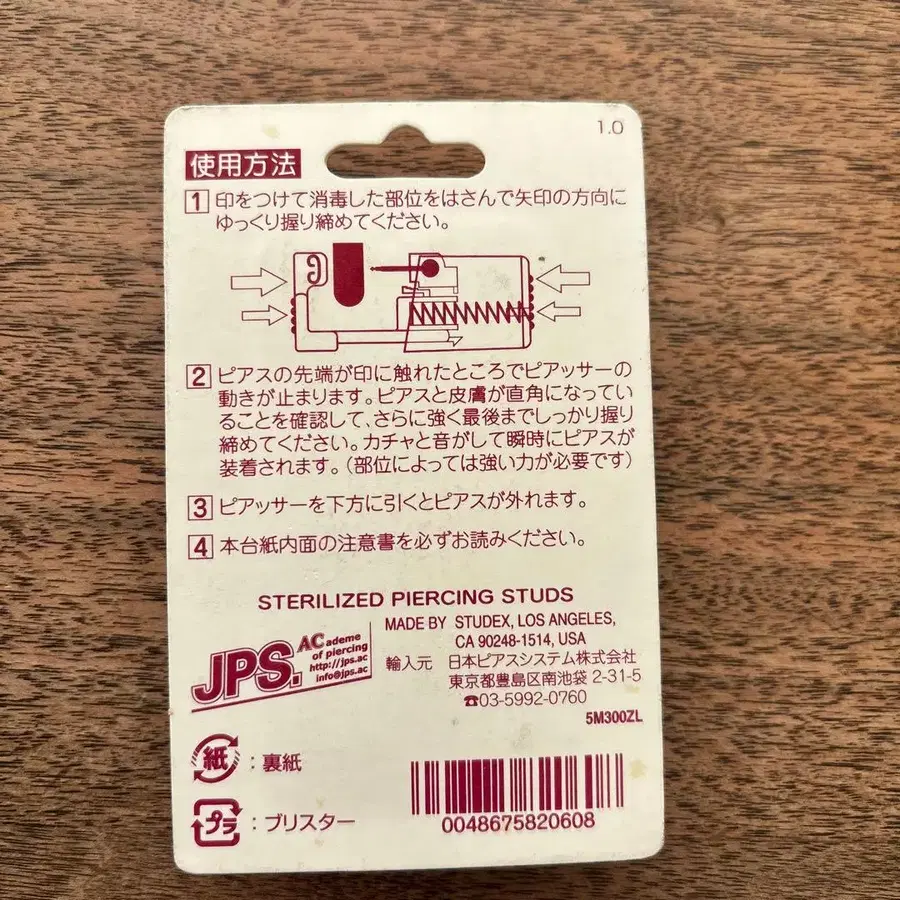 1.0
使用方法
1 印をつけて消毒した部位をはさんで矢印の方向に
ゆっくり握り締めてください。
2 ピアスの先端が印に触れたところでピアッサーの
動きが止まります。ピアスと皮膚が直角になってい
ることを確認して、さらに強く最後までしっかり握り
締めてください。カチャと音がして瞬時にピアスが
装着されます。(部位によっては強い力が必要です)
3 ピアッサーを下方に引くとピアスが外れます。
4 本台紙内面の注意書を必ずお読みください。
STERILIZED PIERCING STUDS
JPS.
ACademe
of piercing
http://jps.ac
info@jps.ac
MADE BY STUDEX, LOS ANGELES,
CA 90248-1514, USA
輸入元 日本ピアスシステム株式会社
東京都豊島区南池袋 2-31-5
☎03-5992-0760
5M300ZL
紙 : 裏紙
プラ : ブリスター
0048675820608